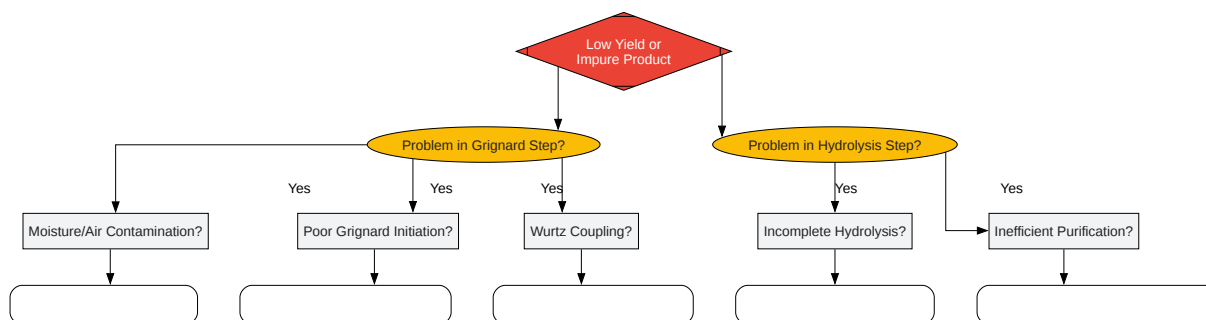 Low Yield or
Impure Product
Problem in Grignard Step?
Problem in Hydrolysis Step?
Yes
Yes
Yes
Yes
Yes
Moisture/Air Contamination?
Poor Grignard Initiation?
Wurtz Coupling?
Incomplete Hydrolysis?
Inefficient Purification?